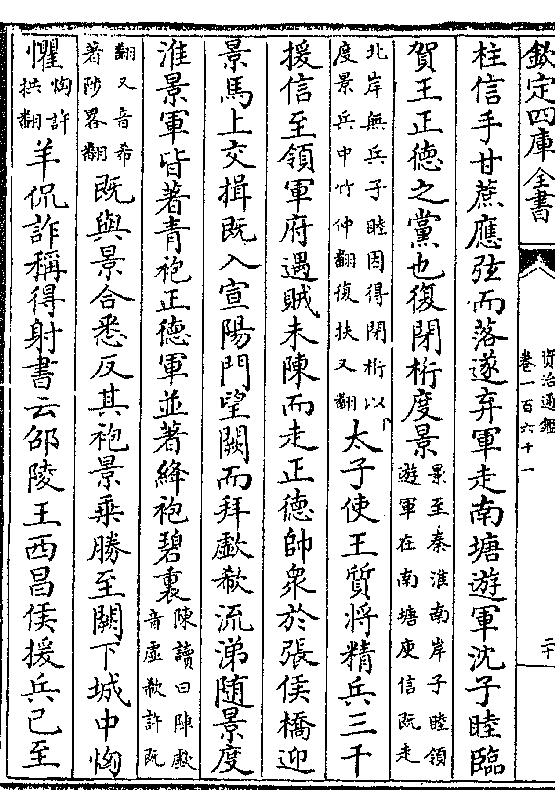 欽定四庫全書
資治通鑑
卷一百六十一
二十
柱信手甘蔗應弦而落遂弃軍走南塘遊軍沈子睦臨
賀王正德之黨也復閉桁度景景至秦淮南岸子睦領遊軍在南塘庾信既走
北岸無兵子睦因得閉桁以度景兵中竹仲翻復扶又翻太子使王質將精兵三千
援信至領軍府遇賊未陳而走正德帥衆於張侯橋迎
景馬上交揖既入宣陽門望闕而拜歔欷流涕随景度
淮景軍皆著青袍正德軍並著絳袍碧裏陳讀曰陣歔音虛欷許既
翻又音希著陟畧翻既與景合悉反其袍景乘勝至闕下城中恟
懼恟許拱翻羊侃詐稱得射書云邵陵王西昌侯援兵已至